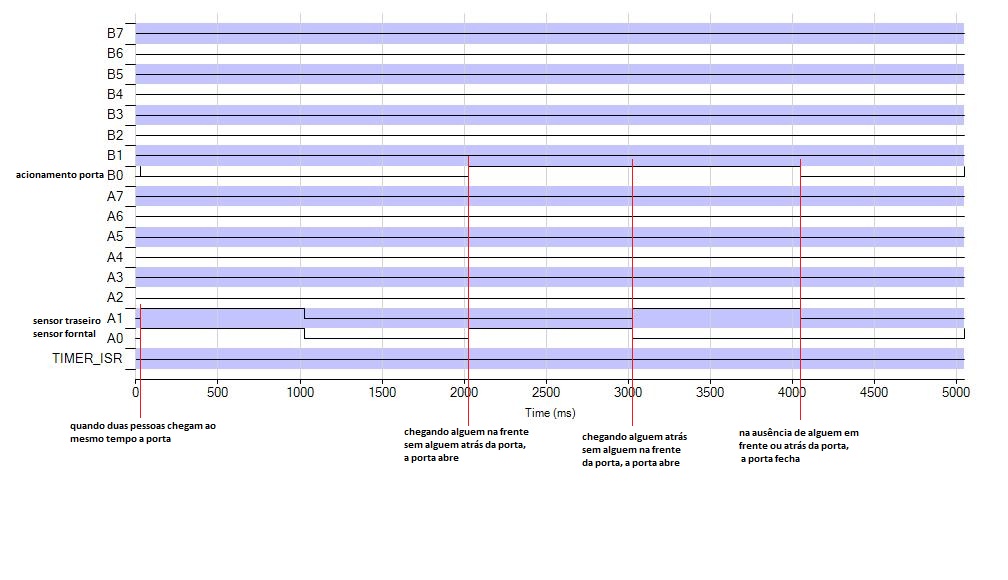 B7
B6
B5
B4
B3
B2
B1
acionamento porta B0
A7
A6
A5
A4
A3
A2
sensor traseiro A1
sensor forntal A0
TIMER_ISR
0 500 1000 1500 2000 2500 3000 3500 4000 4500 5000
Time (ms)
quando duas pessoas chegam ao
mesmo tempo a porta
chegando alguem na frente
sem alguem atrás da porta,
a porta abre
chegando alguem atrás
sem alguem na frente
da porta, a porta abre
na ausência de alguem em
frente ou atrás da porta,
a porta fecha